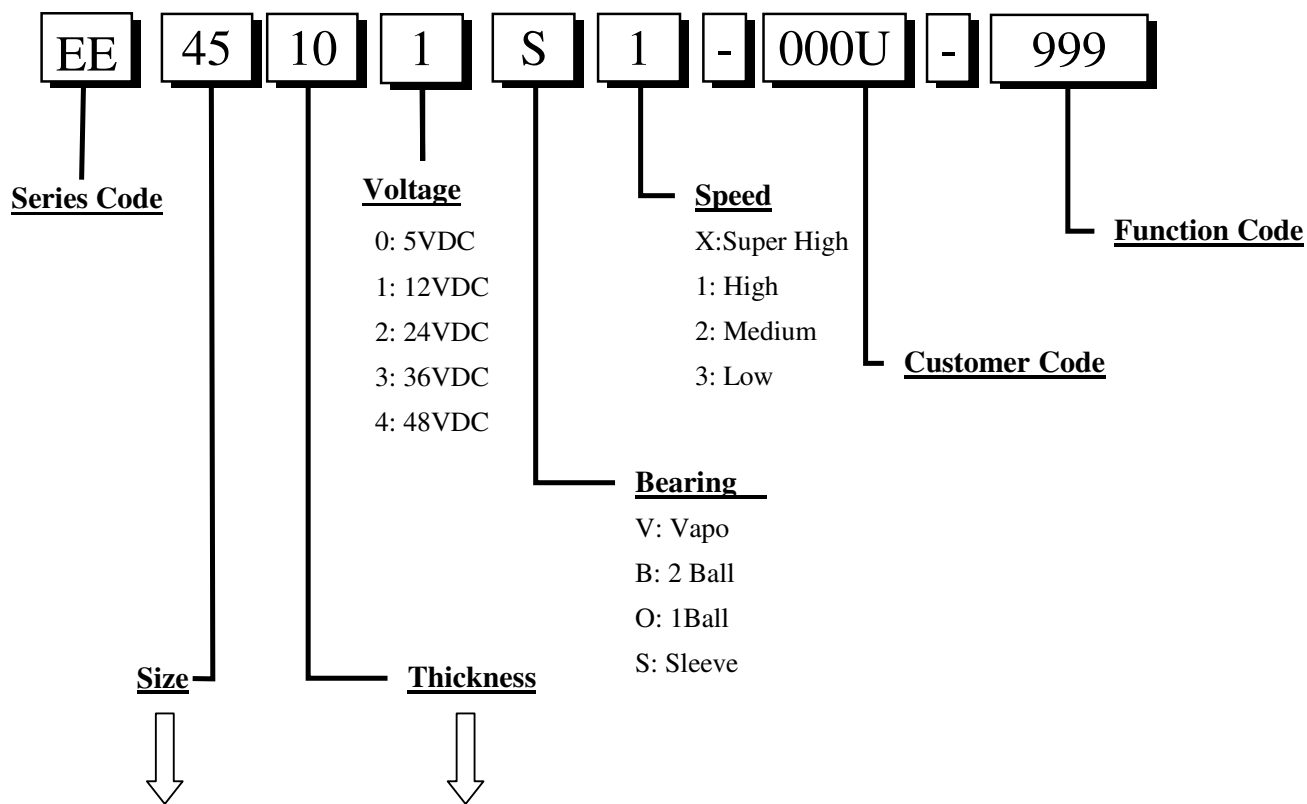 EE 45 10 1 S 1 - 000U - 999
Series Code
Voltage
0: 5VDC
1: 12VDC
2: 24VDC
3: 36VDC
4: 48VDC
Speed
X:Super High
1: High
2: Medium
3: Low
Function Code
Customer Code
Bearing
V: Vapo
B: 2 Ball
O: 1Ball
S: Sleeve
Size
Thickness